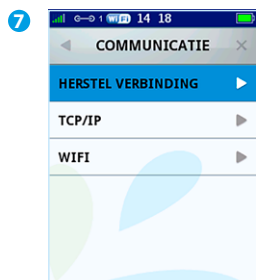 7
1 WiFi 14 18
COMMUNICATIE
HERSTEL VERBINDING
TCP/IP
WIFI